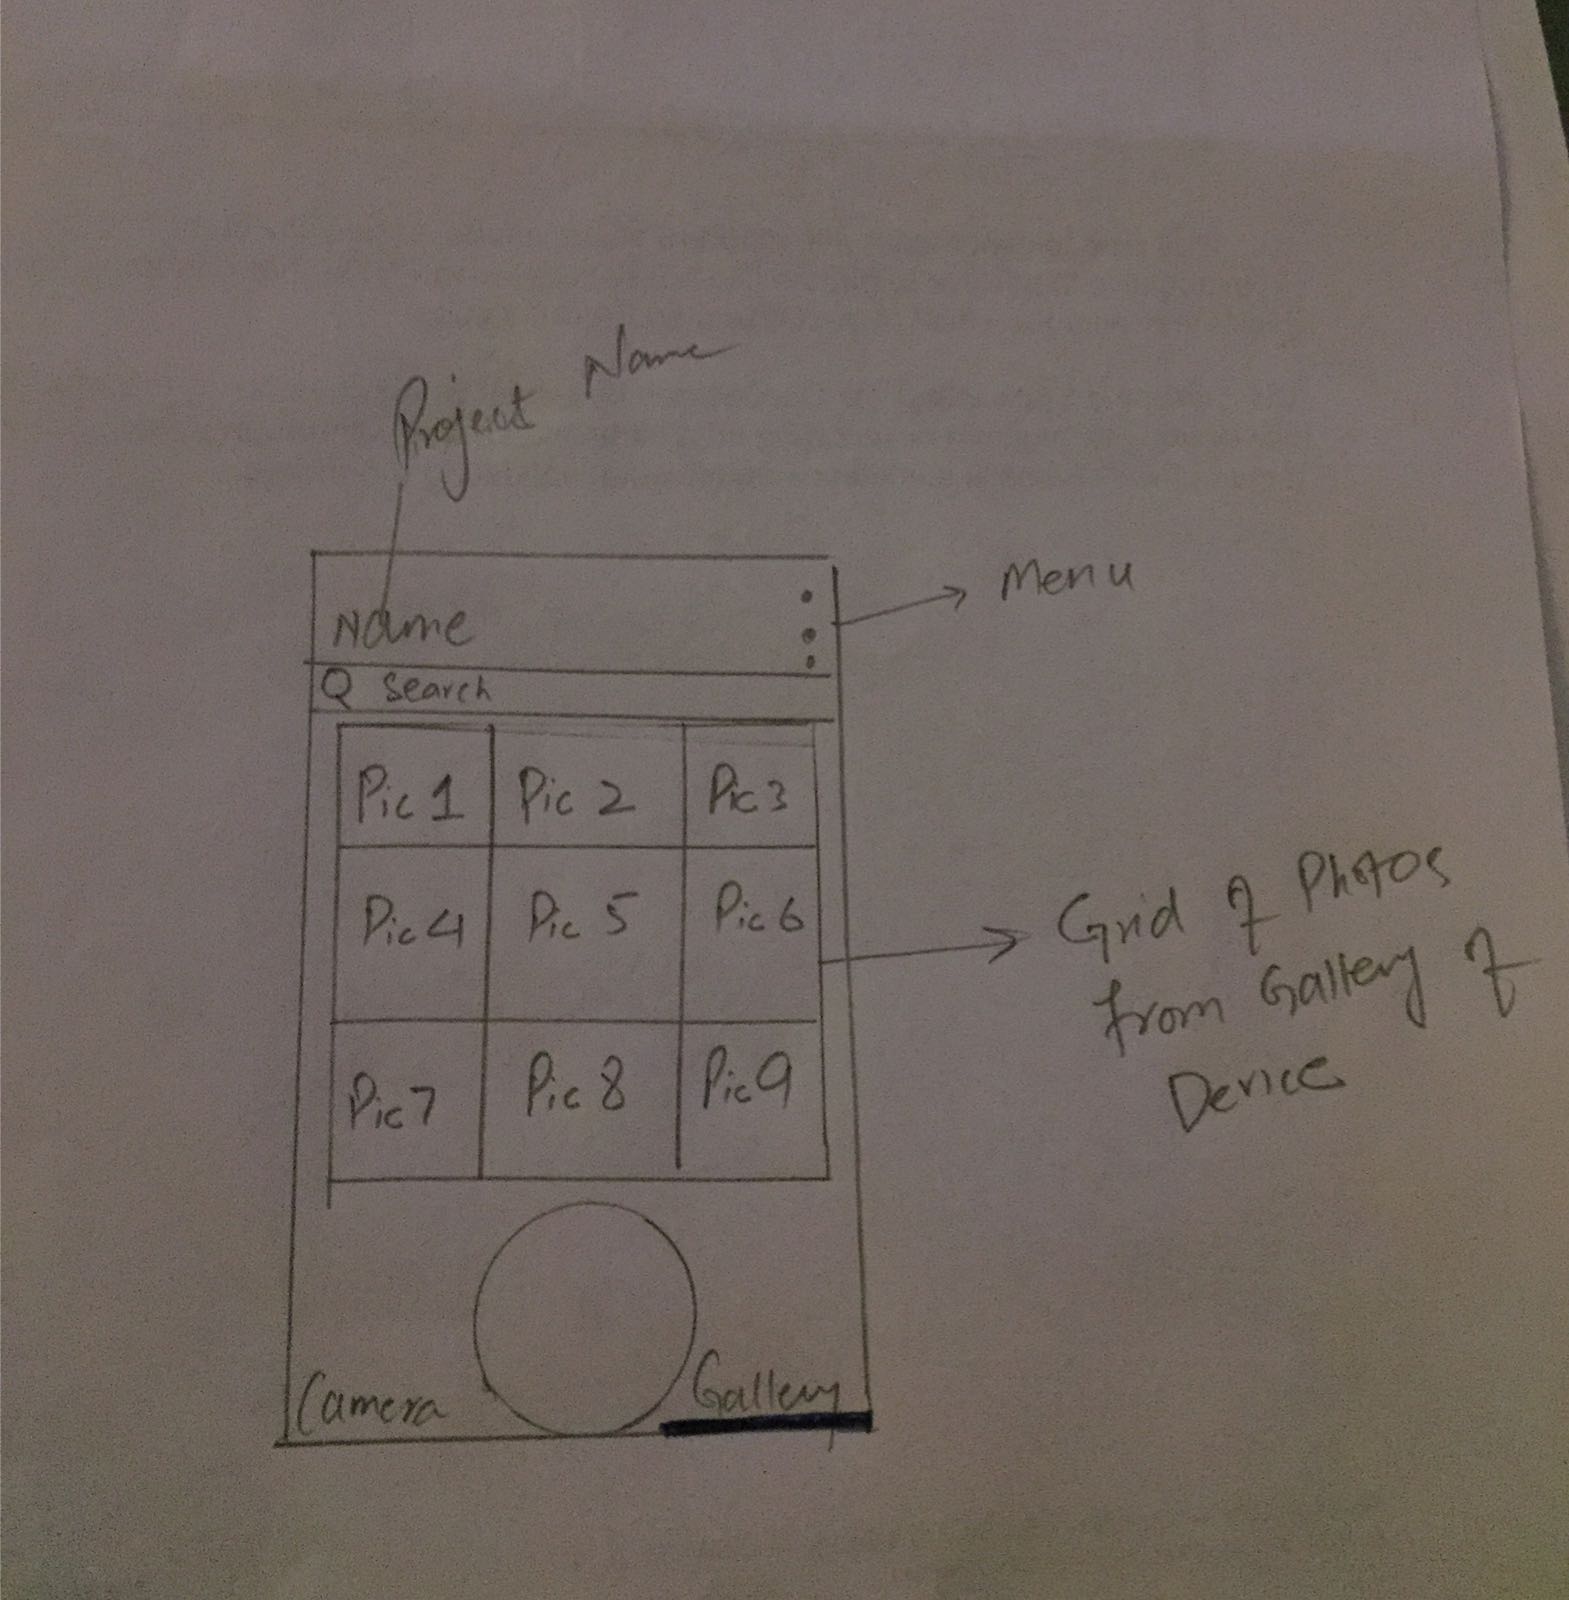 Project Name
Name
Menu
Search
Pic 1 Pic 2 Pic 3
Pic 4 Pic 5 Pic 6
Pic 7 Pic 8 Pic 9
Grid of Photos
from Gallery of
Device
Camera Gallery